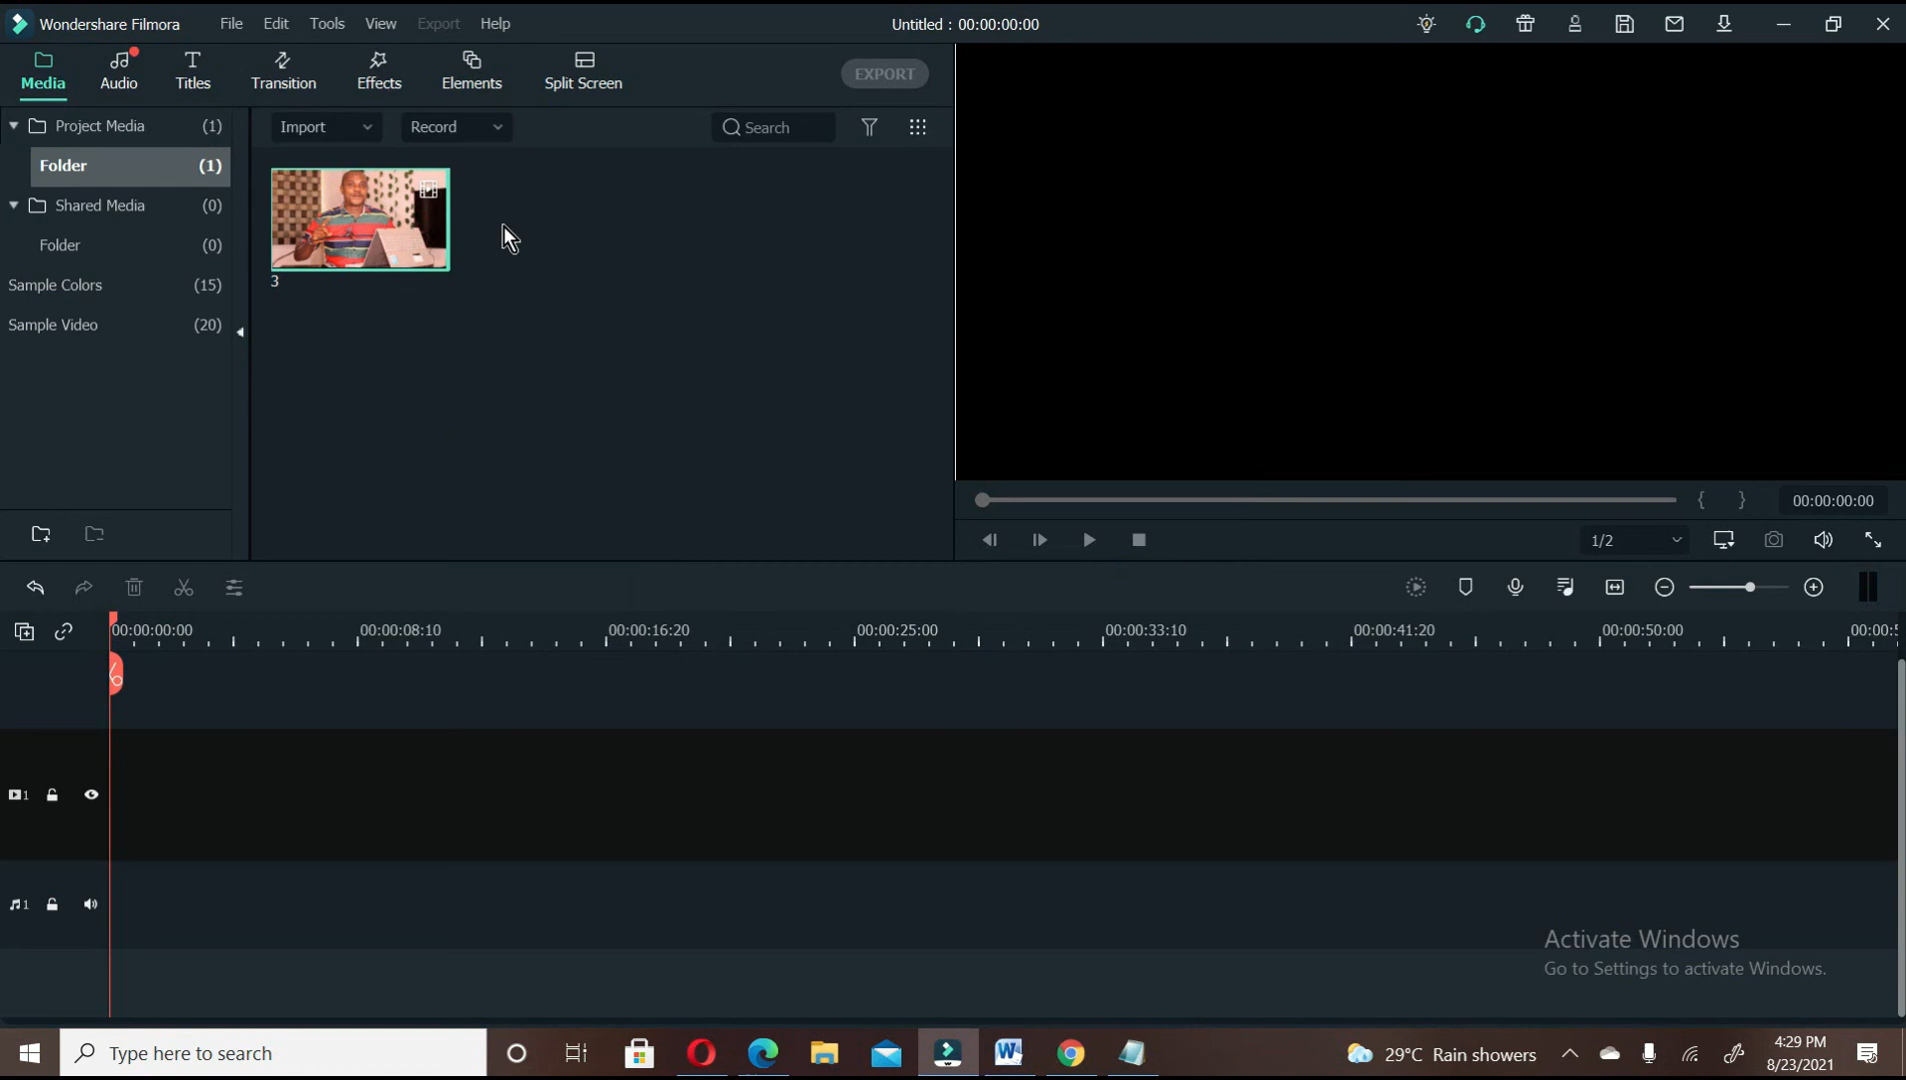 Wondershare Filmora File Edit Tools View Export Help Untitled : 00:00:00:00
Media Audio Titles Transition Effects Elements Split Screen EXPORT
Project Media (1)
Folder (1)
Shared Media (0)
Folder (0)
Sample Colors (15)
Sample Video (20)
Import Record Search
3
00:00:00:00
1/2
00:00:00:00 00:00:08:10 00:00:16:20 00:00:25:00 00:00:33:10 00:00:41:20 00:00:50:00
1
1
Activate Windows
Go to Settings to activate Windows.
Type here to search
29°C Rain showers
4:29 PM
8/23/2021